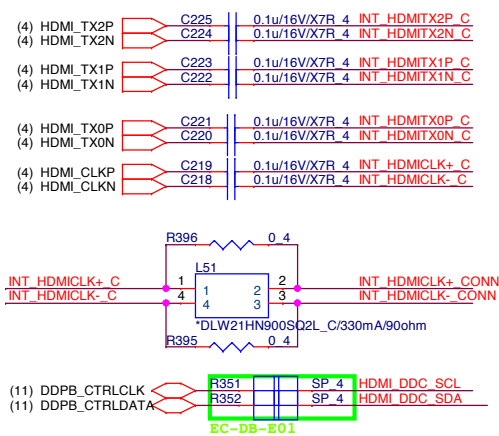 (4) HDMI_TX2P C225 0.1u/16V/X7R_4 INT_HDMITX2P_C
(4) HDMI_TX2N C224 0.1u/16V/X7R_4 INT_HDMITX2N_C
(4) HDMI_TX1P C223 0.1u/16V/X7R_4 INT_HDMITX1P_C
(4) HDMI_TX1N C222 0.1u/16V/X7R_4 INT_HDMITX1N_C
(4) HDMI_TX0P C221 0.1u/16V/X7R_4 INT_HDMITX0P_C
(4) HDMI_TX0N C220 0.1u/16V/X7R_4 INT_HDMITX0N_C
(4) HDMI_CLKP C219 0.1u/16V/X7R_4 INT_HDMICLK+_C
(4) HDMI_CLKN C218 0.1u/16V/X7R_4 INT_HDMICLK-_C
R396 0_4
L51
INT_HDMICLK+_C 1 1 2 2 INT_HDMICLK+_CONN
INT_HDMICLK-_C 4 4 3 3 INT_HDMICLK-_CONN
*DLW21HN900SQ2L_C/330mA/90ohm
R395 0_4
(11) DDPB_CTRLCLK R351 SP_4 HDMI_DDC_SCL
(11) DDPB_CTRLDATA R352 SP_4 HDMI_DDC_SDA
EC-DB-E01